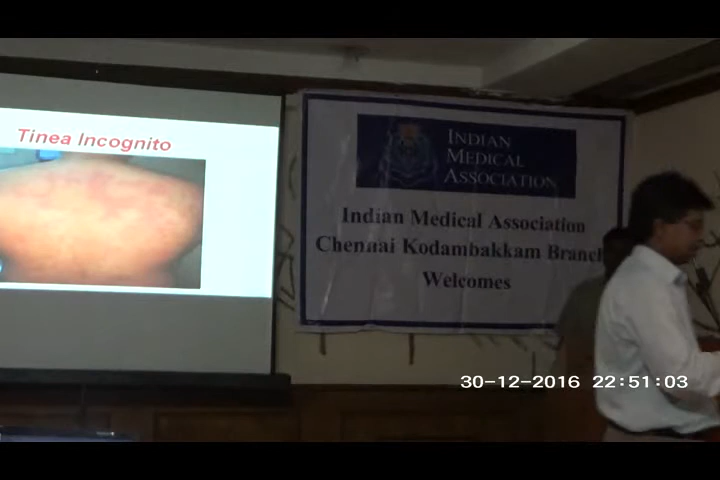 Tinea Incognito
INDIAN
MEDICAL
ASSOCIATION
Indian Medical Association
Chennai Kodambakkam Branch
Welcomes
30-12-2016 22:51:03